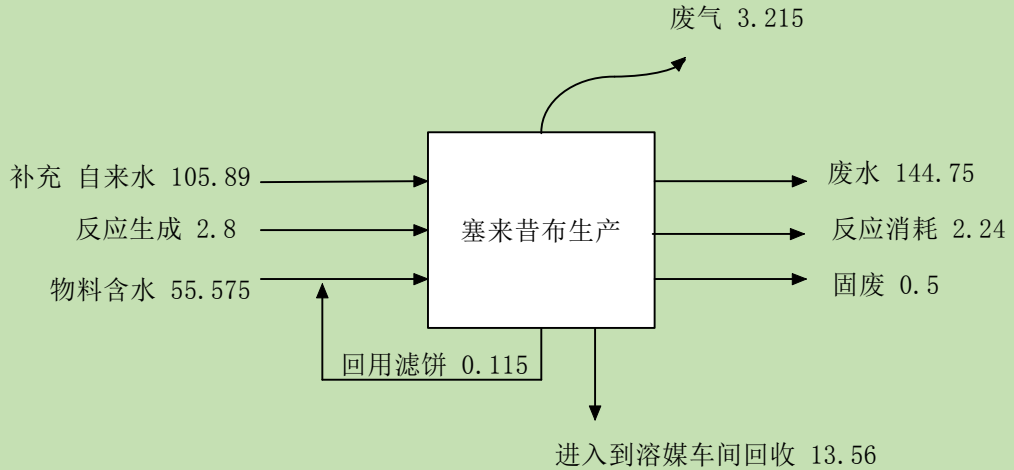 废气 3.215
补充 自来水 105.89
废水 144.75
反应生成 2.8
塞来昔布生产
反应消耗 2.24
物料含水 55.575
固废 0.5
回用滤饼 0.115
进入到溶媒车间回收 13.56